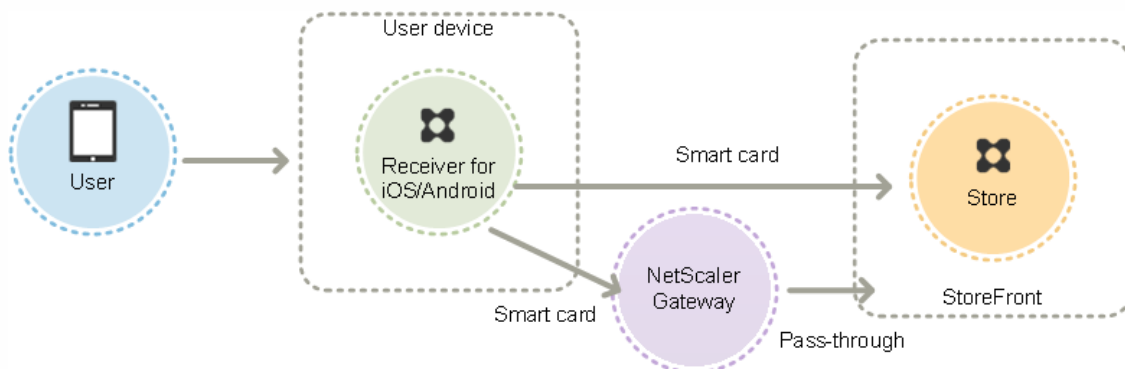 User device
User
Receiver for
iOS/Android
Smart card
Store
NetScaler
Gateway
Smart card
StoreFront
Pass-through